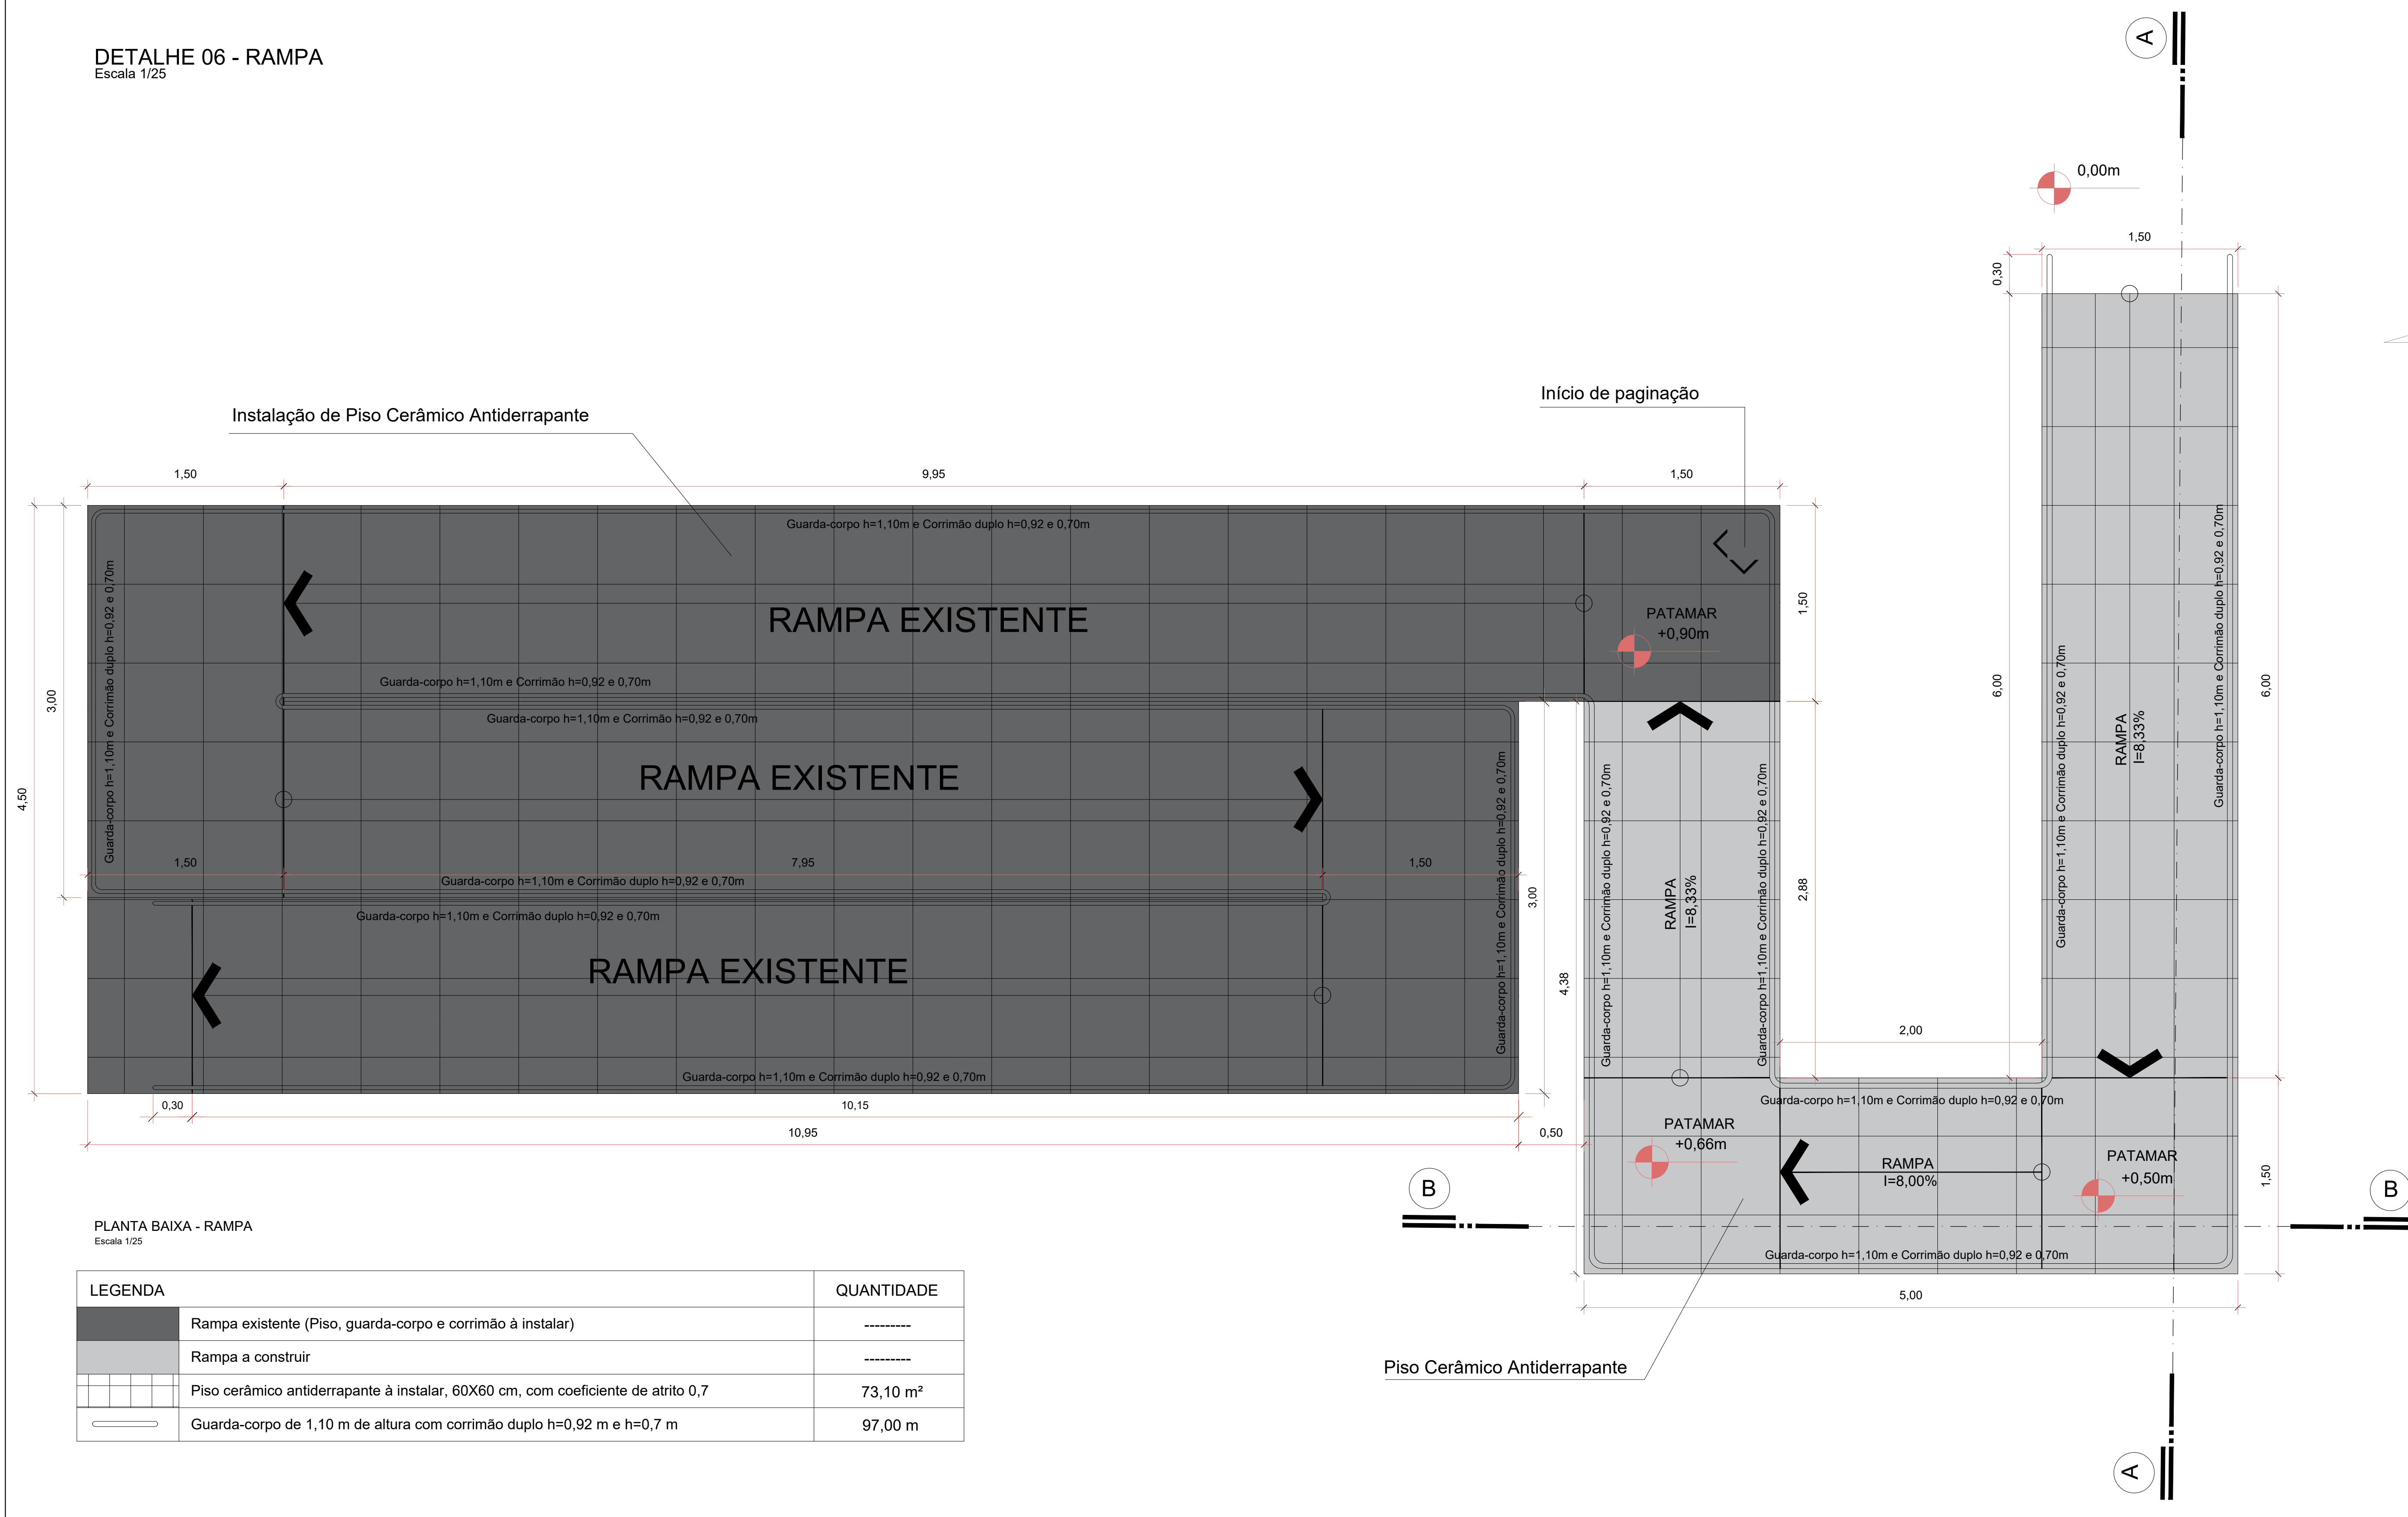 DETALHE 06 - RAMPA
Escala 1/25
A
0,00m
1,50
0,30
Início de paginação
Instalação de Piso Cerâmico Antiderrapante
1,50
9,95
1,50
Guarda-corpo h=1,10m e Corrimão duplo h=0,92 e 0,70m
Guarda-corpo h=1,10m e Corrimão duplo h=0,92 e 0,70m
RAMPA EXISTENTE
PATAMAR
+0,90m
1,50
3,00
4,50
Guarda-corpo h=1,10m e Corrimão h=0,92 e 0,70m
Guarda-corpo h=1,10m e Corrimão h=0,92 e 0,70m
RAMPA EXISTENTE
1,50
7,95
1,50
Guarda-corpo h=1,10m e Corrimão duplo h=0,92 e 0,70m
Guarda-corpo h=1,10m e Corrimão duplo h=0,92 e 0,70m
RAMPA EXISTENTE
Guarda-corpo h=1,10m e Corrimão duplo h=0,92 e 0,70m
Guarda-corpo h=1,10m e Corrimão duplo h=0,92 e 0,70m
3,00
4,38
Guarda-corpo h=1,10m e Corrimão duplo h=0,92 e 0,70m
RAMPA
I=8,33%
Guarda-corpo h=1,10m e Corrimão duplo h=0,92 e 0,70m
2,88
6,00
Guarda-corpo h=1,10m e Corrimão duplo h=0,92 e 0,70m
RAMPA
I=8,33%
Guarda-corpo h=1,10m e Corrimão duplo h=0,92 e 0,70m
6,00
2,00
0,30
10,15
10,95
0,50
Guarda-corpo h=1,10m e Corrimão duplo h=0,92 e 0,70m
PATAMAR
+0,66m
RAMPA
I=8,00%
PATAMAR
+0,50m
1,50
B
B
Guarda-corpo h=1,10m e Corrimão duplo h=0,92 e 0,70m
5,00
Piso Cerâmico Antiderrapante
A
PLANTA BAIXA - RAMPA
Escala 1/25
LEGENDA
QUANTIDADE
Rampa existente (Piso, guarda-corpo e corrimão à instalar)
---------
Rampa a construir
---------
Piso cerâmico antiderrapante à instalar, 60X60 cm, com coeficiente de atrito 0,7
73,10 m²
Guarda-corpo de 1,10 m de altura com corrimão duplo h=0,92 m e h=0,7 m
97,00 m